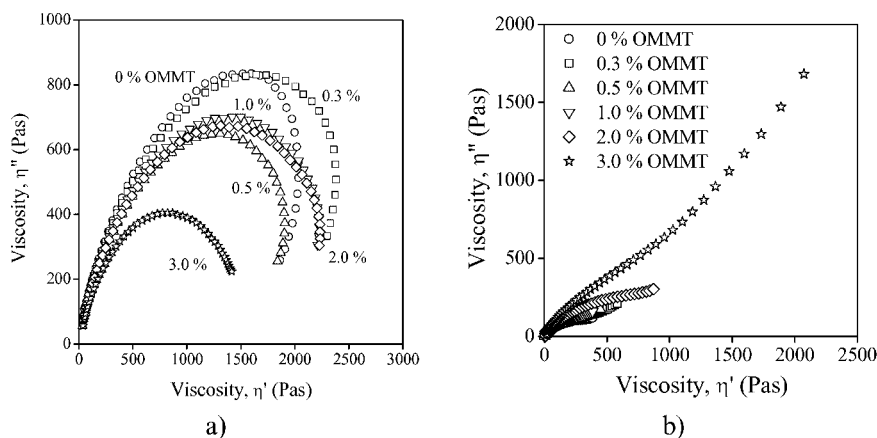 1000
800
600
400
200
0
Viscosity, η" (Pas)
0 % OMMT
0.3 %
1.0 %
0.5 %
2.0 %
3.0 %
0 500 1000 1500 2000 2500 3000
Viscosity, η' (Pas)
a)
2000
1500
1000
500
0
Viscosity, η" (Pas)
0 % OMMT
0.3 % OMMT
0.5 % OMMT
1.0 % OMMT
2.0 % OMMT
3.0 % OMMT
0 500 1000 1500 2000 2500
Viscosity, η' (Pas)
b)